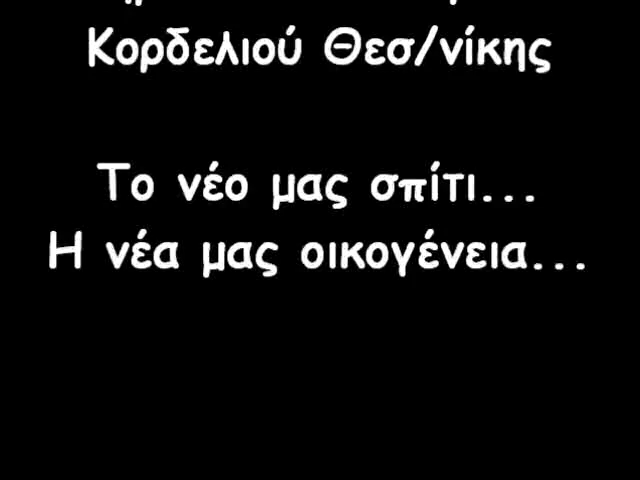 Κορδελιού Θεσ/νίκης
Το νέο μας σπίτι...
Η νέα μας οικογένεια...